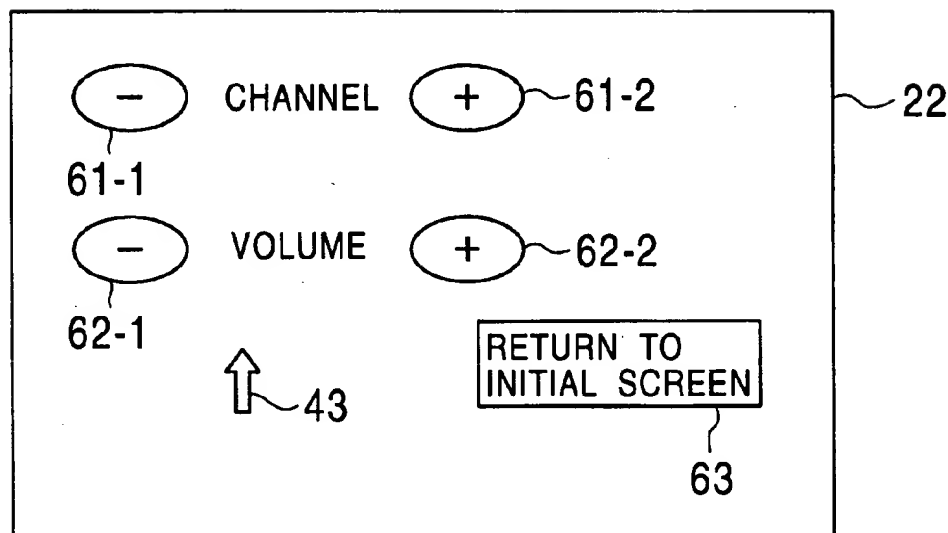 − CHANNEL + 61-2
22
61-1
− VOLUME + 62-2
62-1
RETURN TO
INITIAL SCREEN
43
63